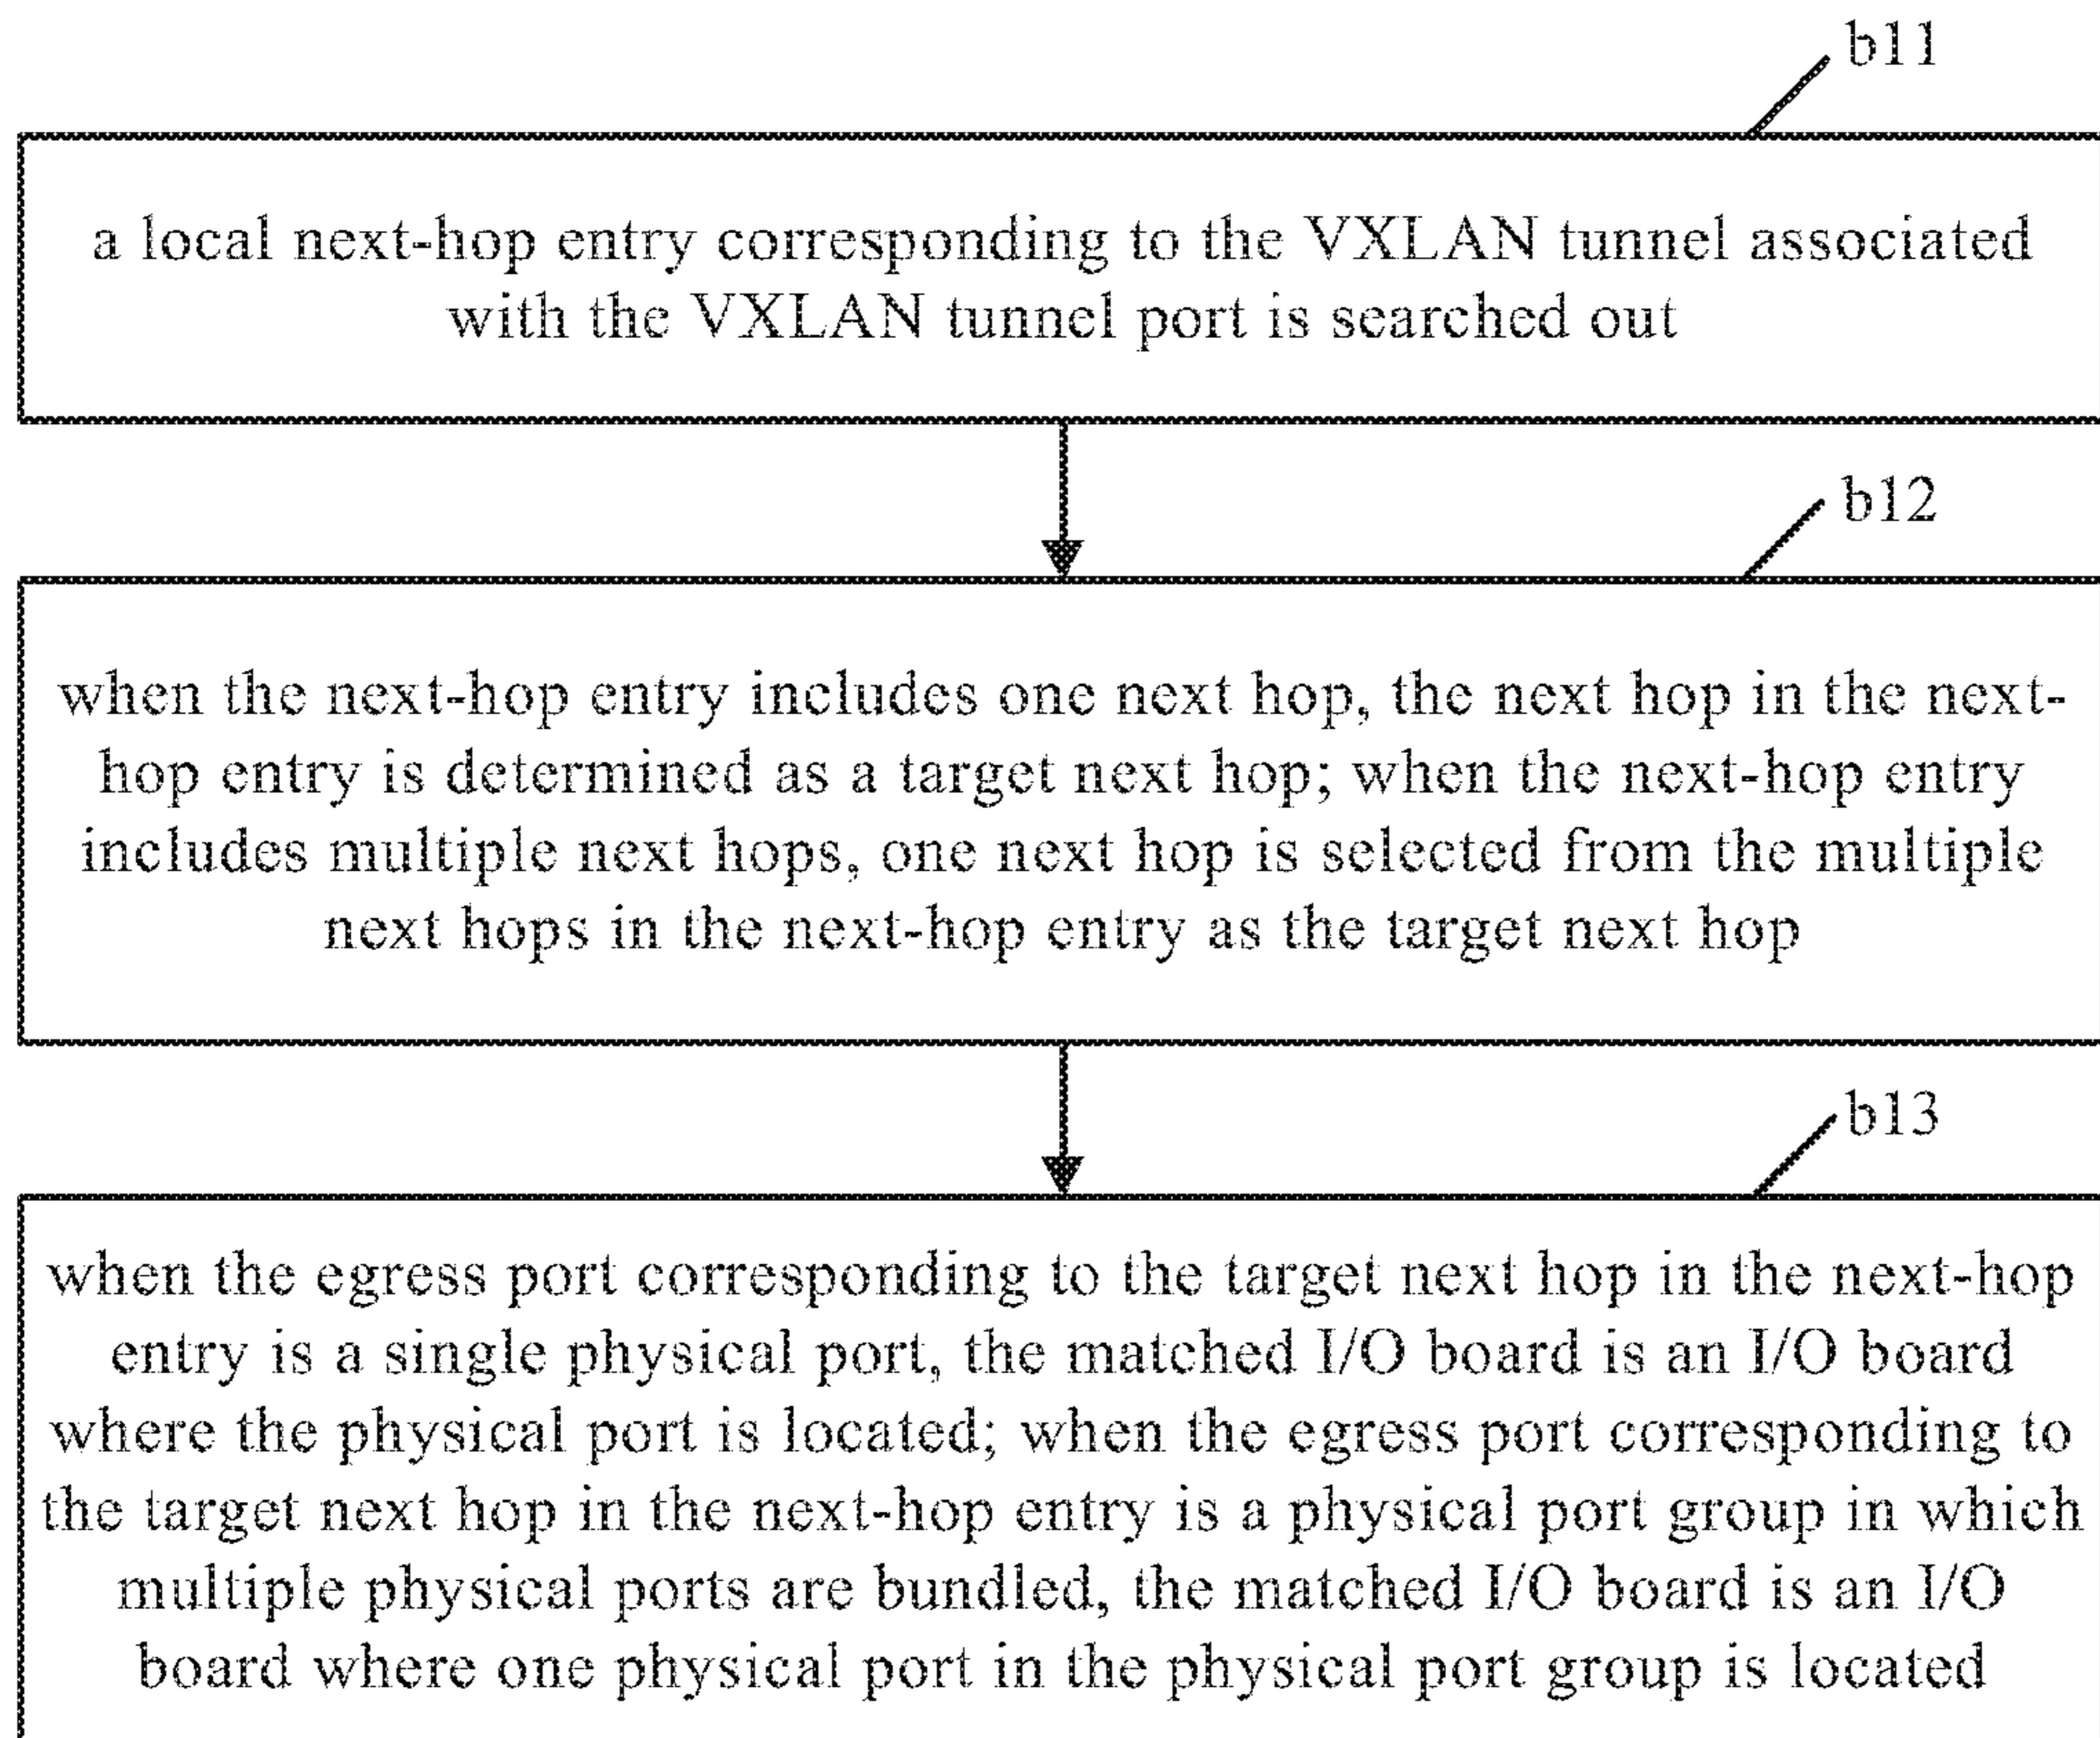 b11
a local next-hop entry corresponding to the VXLAN tunnel associated
with the VXLAN tunnel port is searched out
b12
when the next-hop entry includes one next hop, the next hop in the next-
hop entry is determined as a target next hop; when the next-hop entry
includes multiple next hops, one next hop is selected from the multiple
next hops in the next-hop entry as the target next hop
b13
when the egress port corresponding to the target next hop in the next-hop
entry is a single physical port, the matched I/O board is an I/O board
where the physical port is located; when the egress port corresponding to
the target next hop in the next-hop entry is a physical port group in which
multiple physical ports are bundled, the matched I/O board is an I/O
board where one physical port in the physical port group is located